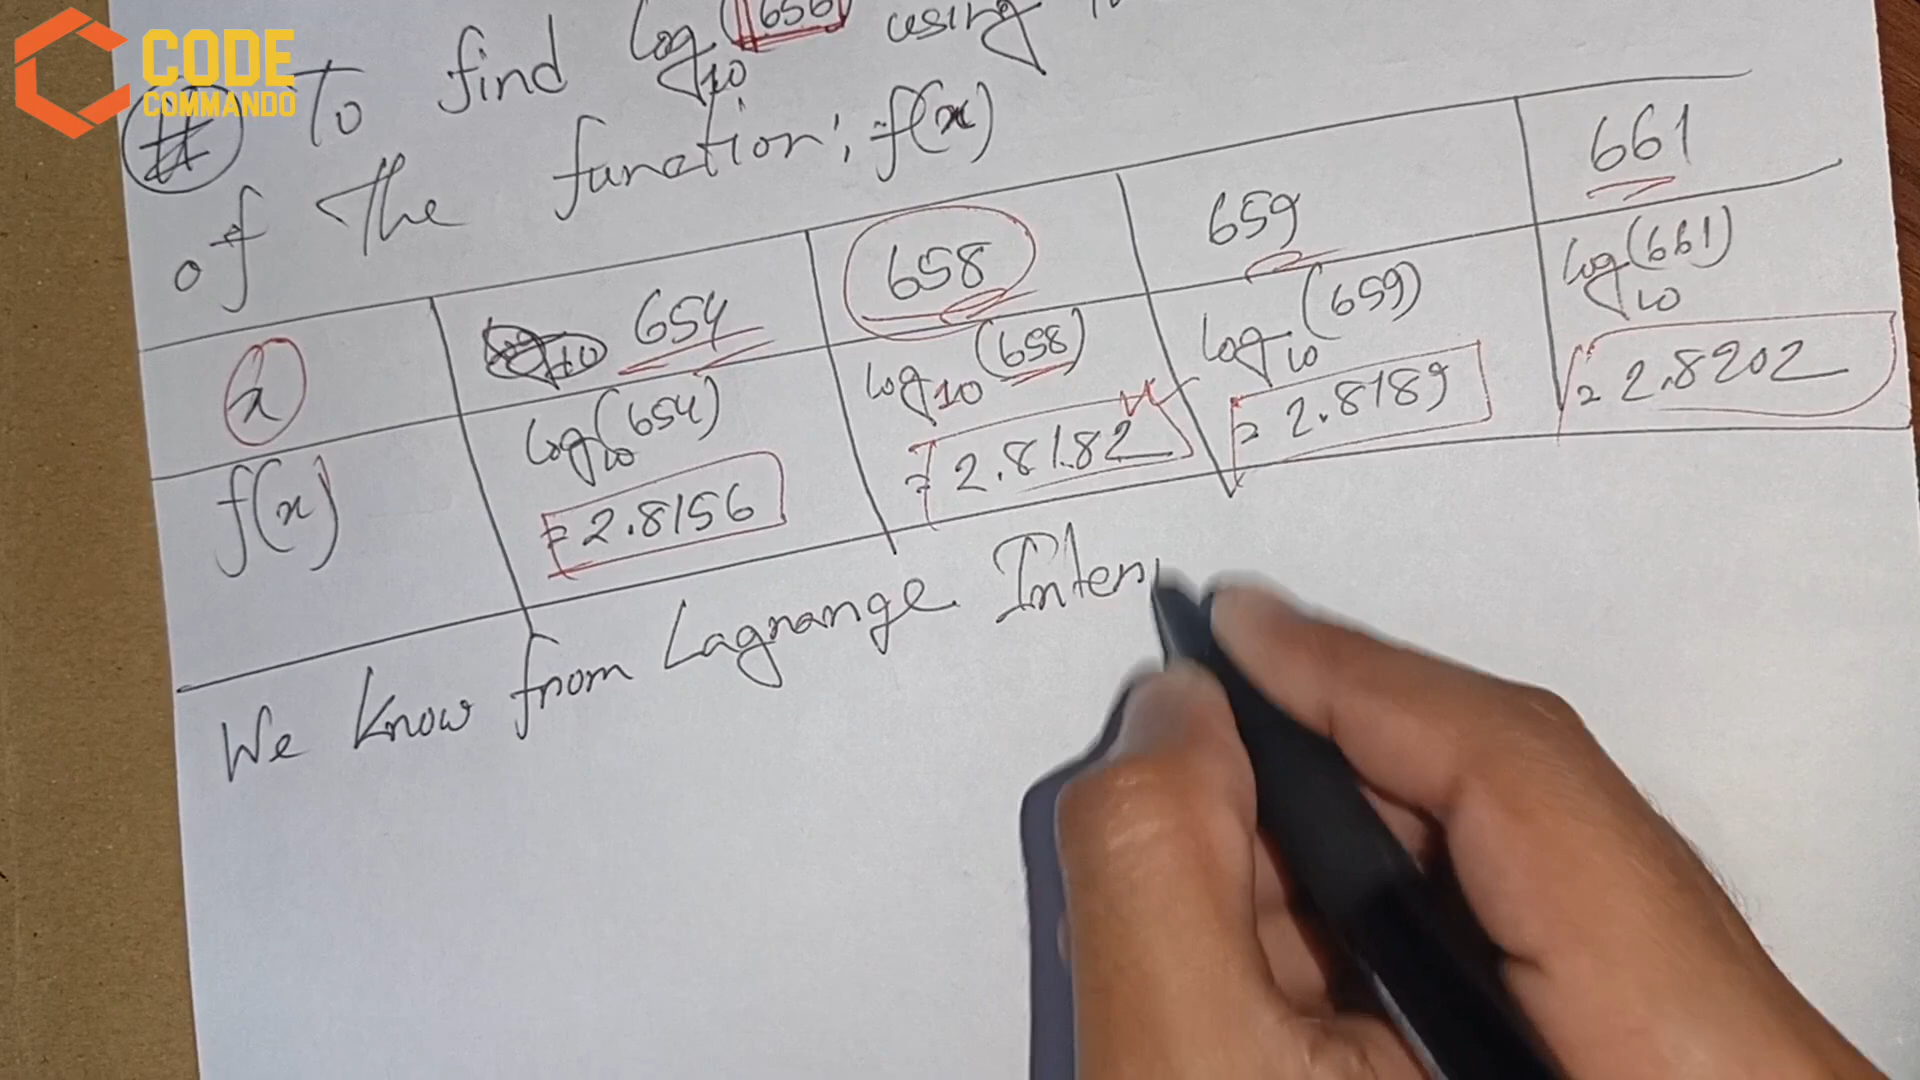 CODE
COMMANDO
# To find log10(656) using
of the function; f(x)
x 654 658 659 661
f(x) log10(654) log10(658) log10(659) log10(661)
= 2.8156 = 2.8182 = 2.8189 = 2.8202
We know from Lagrange Inter